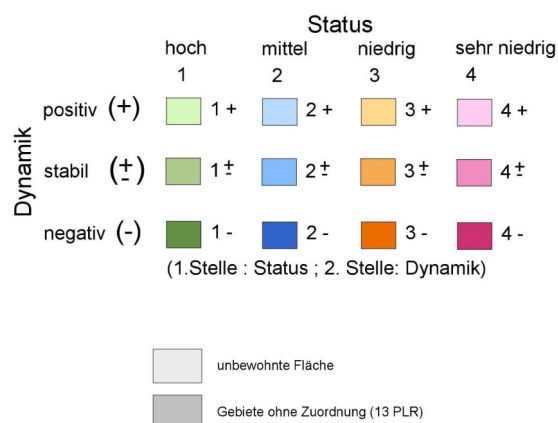 Status
hoch mittel niedrig sehr niedrig
1 2 3 4
Dynamik
positiv (+) 1 + 2 + 3 + 4 +
stabil (±) 1 ± 2 ± 3 ± 4 ±
negativ (-) 1 - 2 - 3 - 4 -
(1.Stelle : Status ; 2. Stelle: Dynamik)
unbewohnte Fläche
Gebiete ohne Zuordnung (13 PLR)